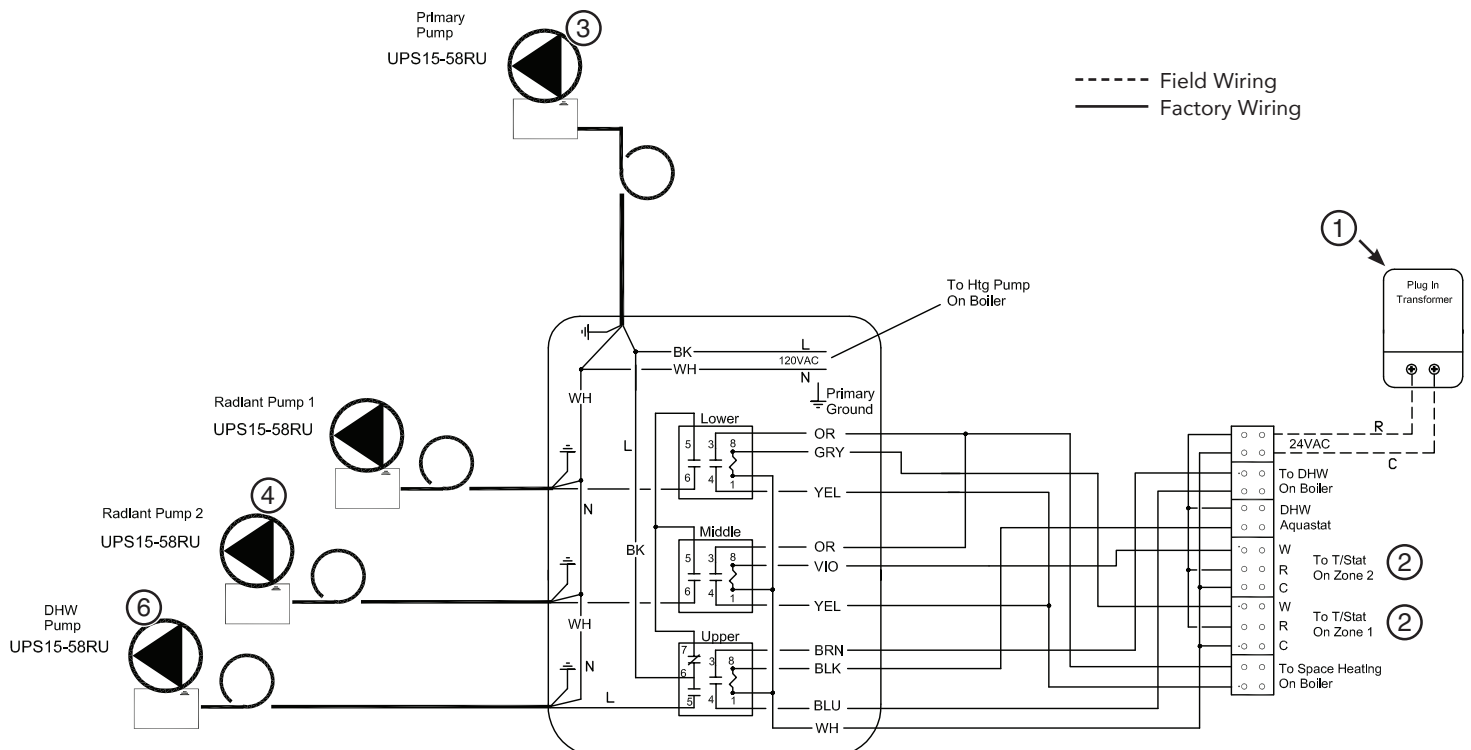 Primary
Pump
UPS15-58RU
3
Field Wiring
Factory Wiring
1
Plug In
Transformer
To Htg Pump
On Boiler
BK
L
120VAC
WH
N
Primary
Ground
WH
Radiant Pump 1
UPS15-58RU
L
N
Lower
5
3
8
6
4
1
OR
GRY
YEL
R
24VAC
C
To DHW
On Boiler
DHW
Aquastat
4
Radiant Pump 2
UPS15-58RU
BK
Middle
5
3
8
6
4
1
OR
VIO
YEL
W
R
C
To T/Stat
On Zone 2
2
W
R
C
To T/Stat
On Zone 1
2
6
DHW
Pump
UPS15-58RU
WH
N
L
Upper
7
3
8
6
5
4
1
BRN
BLK
BLU
WH
To Space Heating
On Boiler